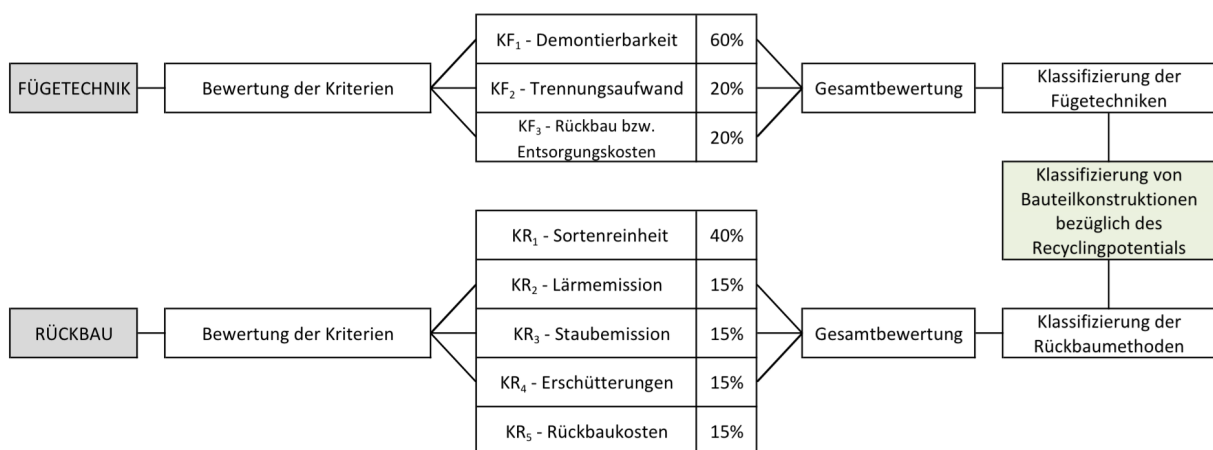 FÜGETECHNIK
Bewertung der Kriterien
KF₁ - Demontierbarkeit 60%
KF₂ - Trennungsaufwand 20%
KF₃ - Rückbau bzw.
Entsorgungskosten 20%
Gesamtbewertung
Klassifizierung der
Fügetechniken
Klassifizierung von
Bauteilkonstruktionen
bezüglich des
Recyclingpotentials
RÜCKBAU
Bewertung der Kriterien
KR₁ - Sortenreinheit 40%
KR₂ - Lärmemission 15%
KR₃ - Staubemission 15%
KR₄ - Erschütterungen 15%
KR₅ - Rückbaukosten 15%
Gesamtbewertung
Klassifizierung der
Rückbaumethoden